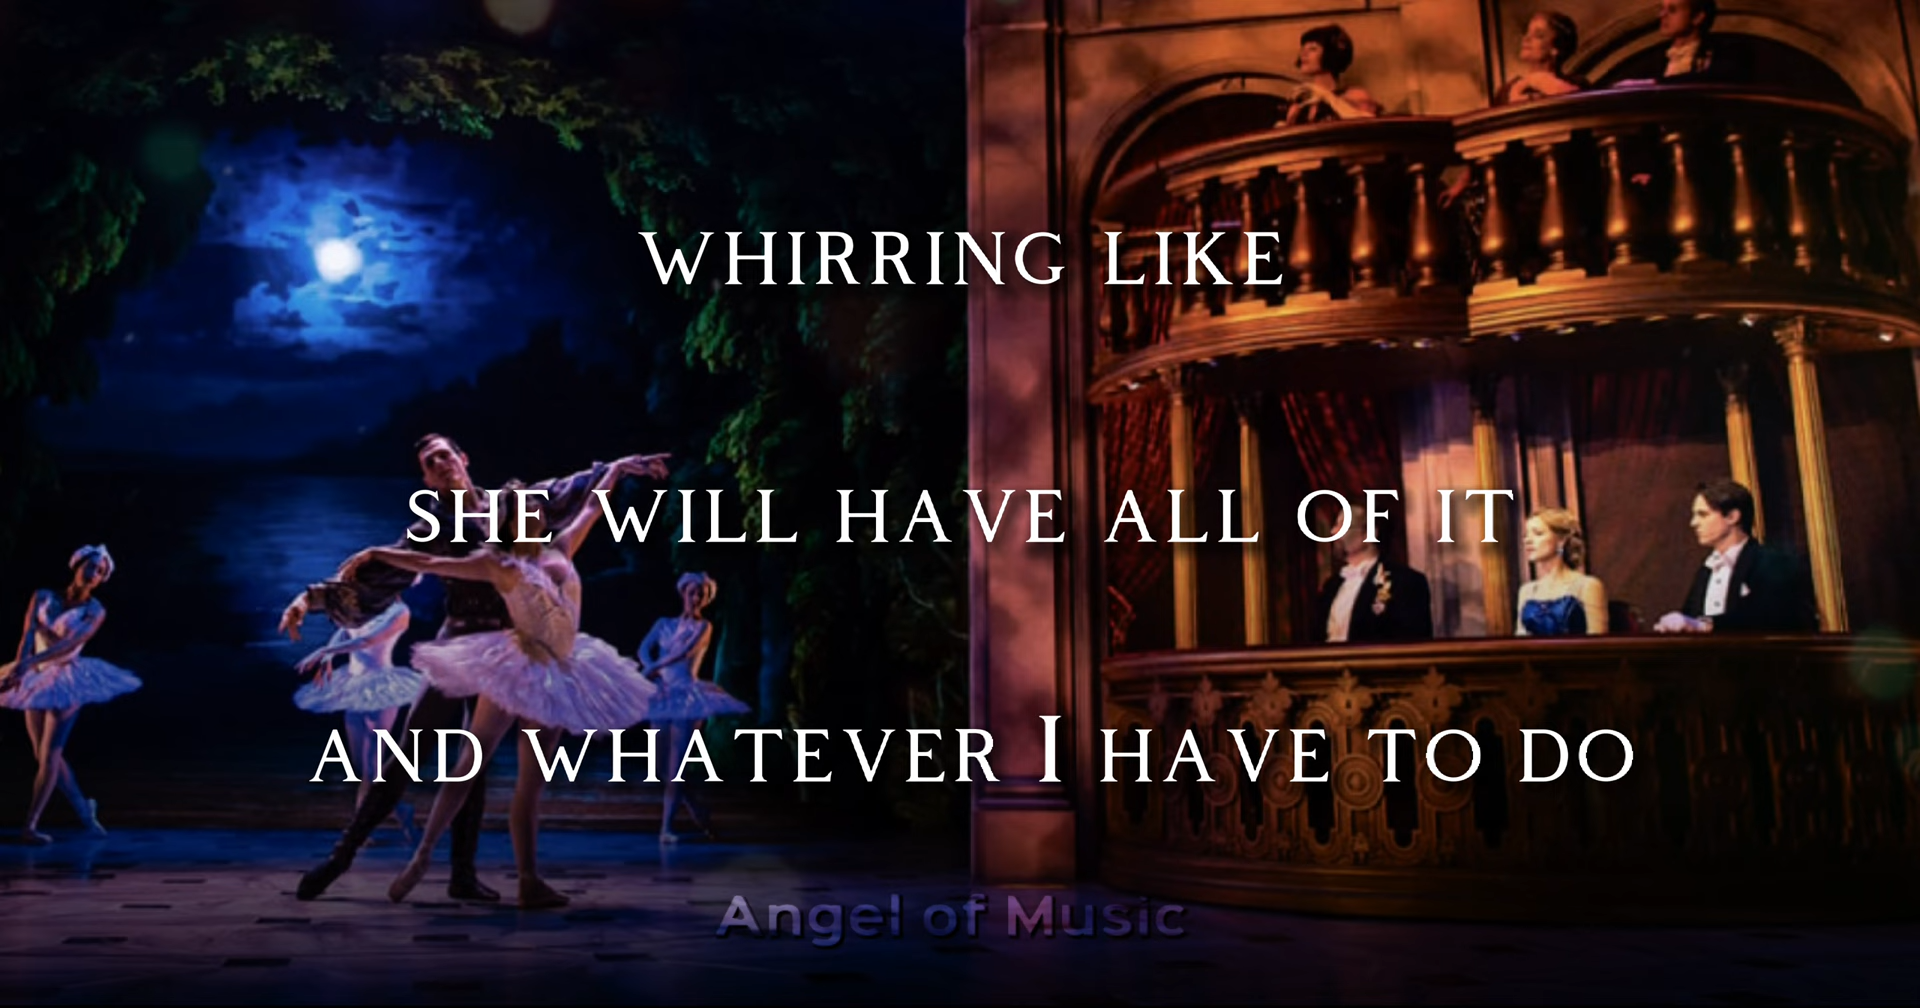 WHIRRING LIKE
SHE WILL HAVE ALL OF IT
AND WHATEVER I HAVE TO DO
Angel of Music